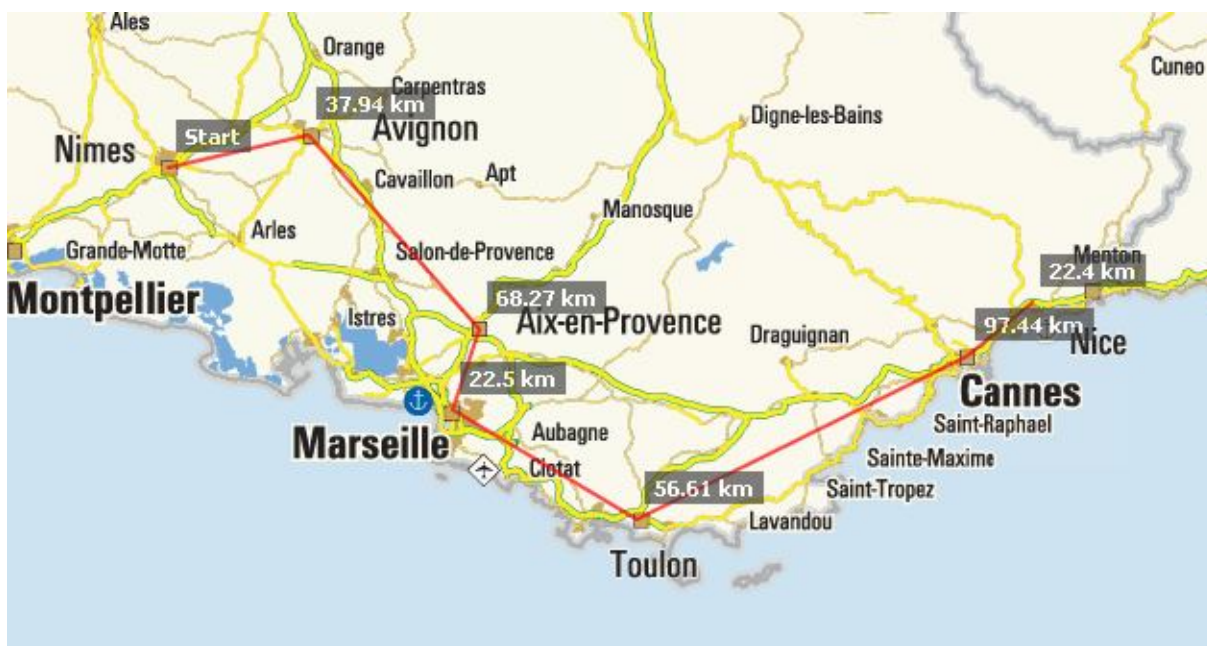 Ales
Orange
Cuneo
Carpentras
37.94 km
Digne-les-Bains
Start
Avignon
Nimes
Cavaillon
Apt
Manosque
Arles
Grande-Motte
Salon-de-Provence
Menton
22.4 km
Montpellier
68.27 km
Istres
Aix-en-Provence
97.44 km
Draguignan
Nice
22.5 km
Cannes
Saint-Raphael
Marseille
Aubagne
Sainte-Maxime
Ciotat
56.61 km
Saint-Tropez
Lavandou
Toulon